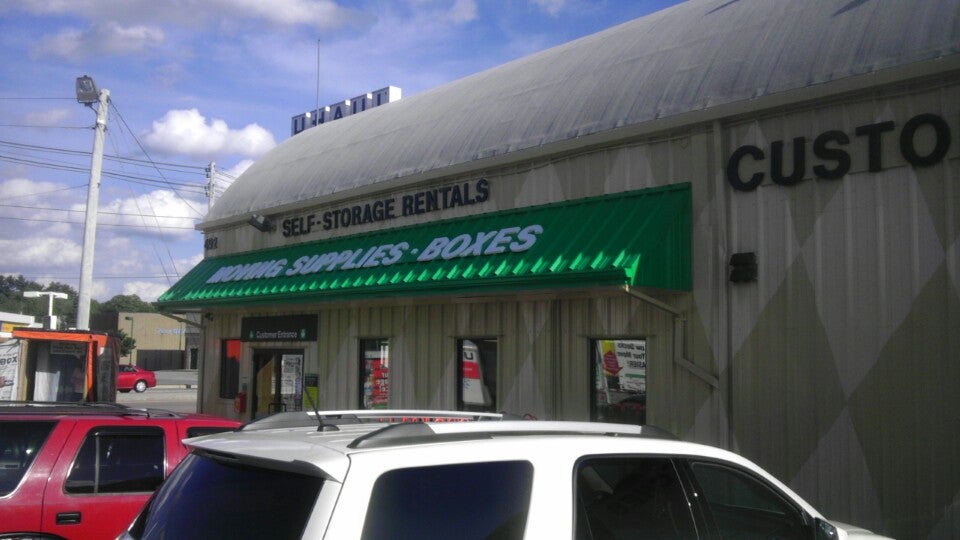 U-HAUL
SELF-STORAGE RENTALS
CUSTO
MOVING SUPPLIES · BOXES
Customer Entrance